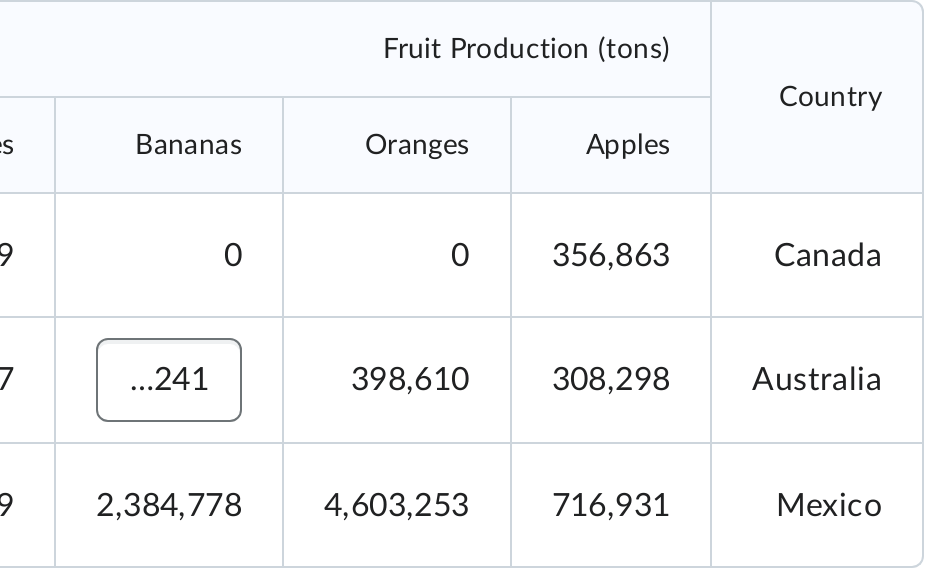 Fruit Production (tons) Country
es Bananas Oranges Apples
9 0 0 356,863 Canada
7 ...241 398,610 308,298 Australia
9 2,384,778 4,603,253 716,931 Mexico